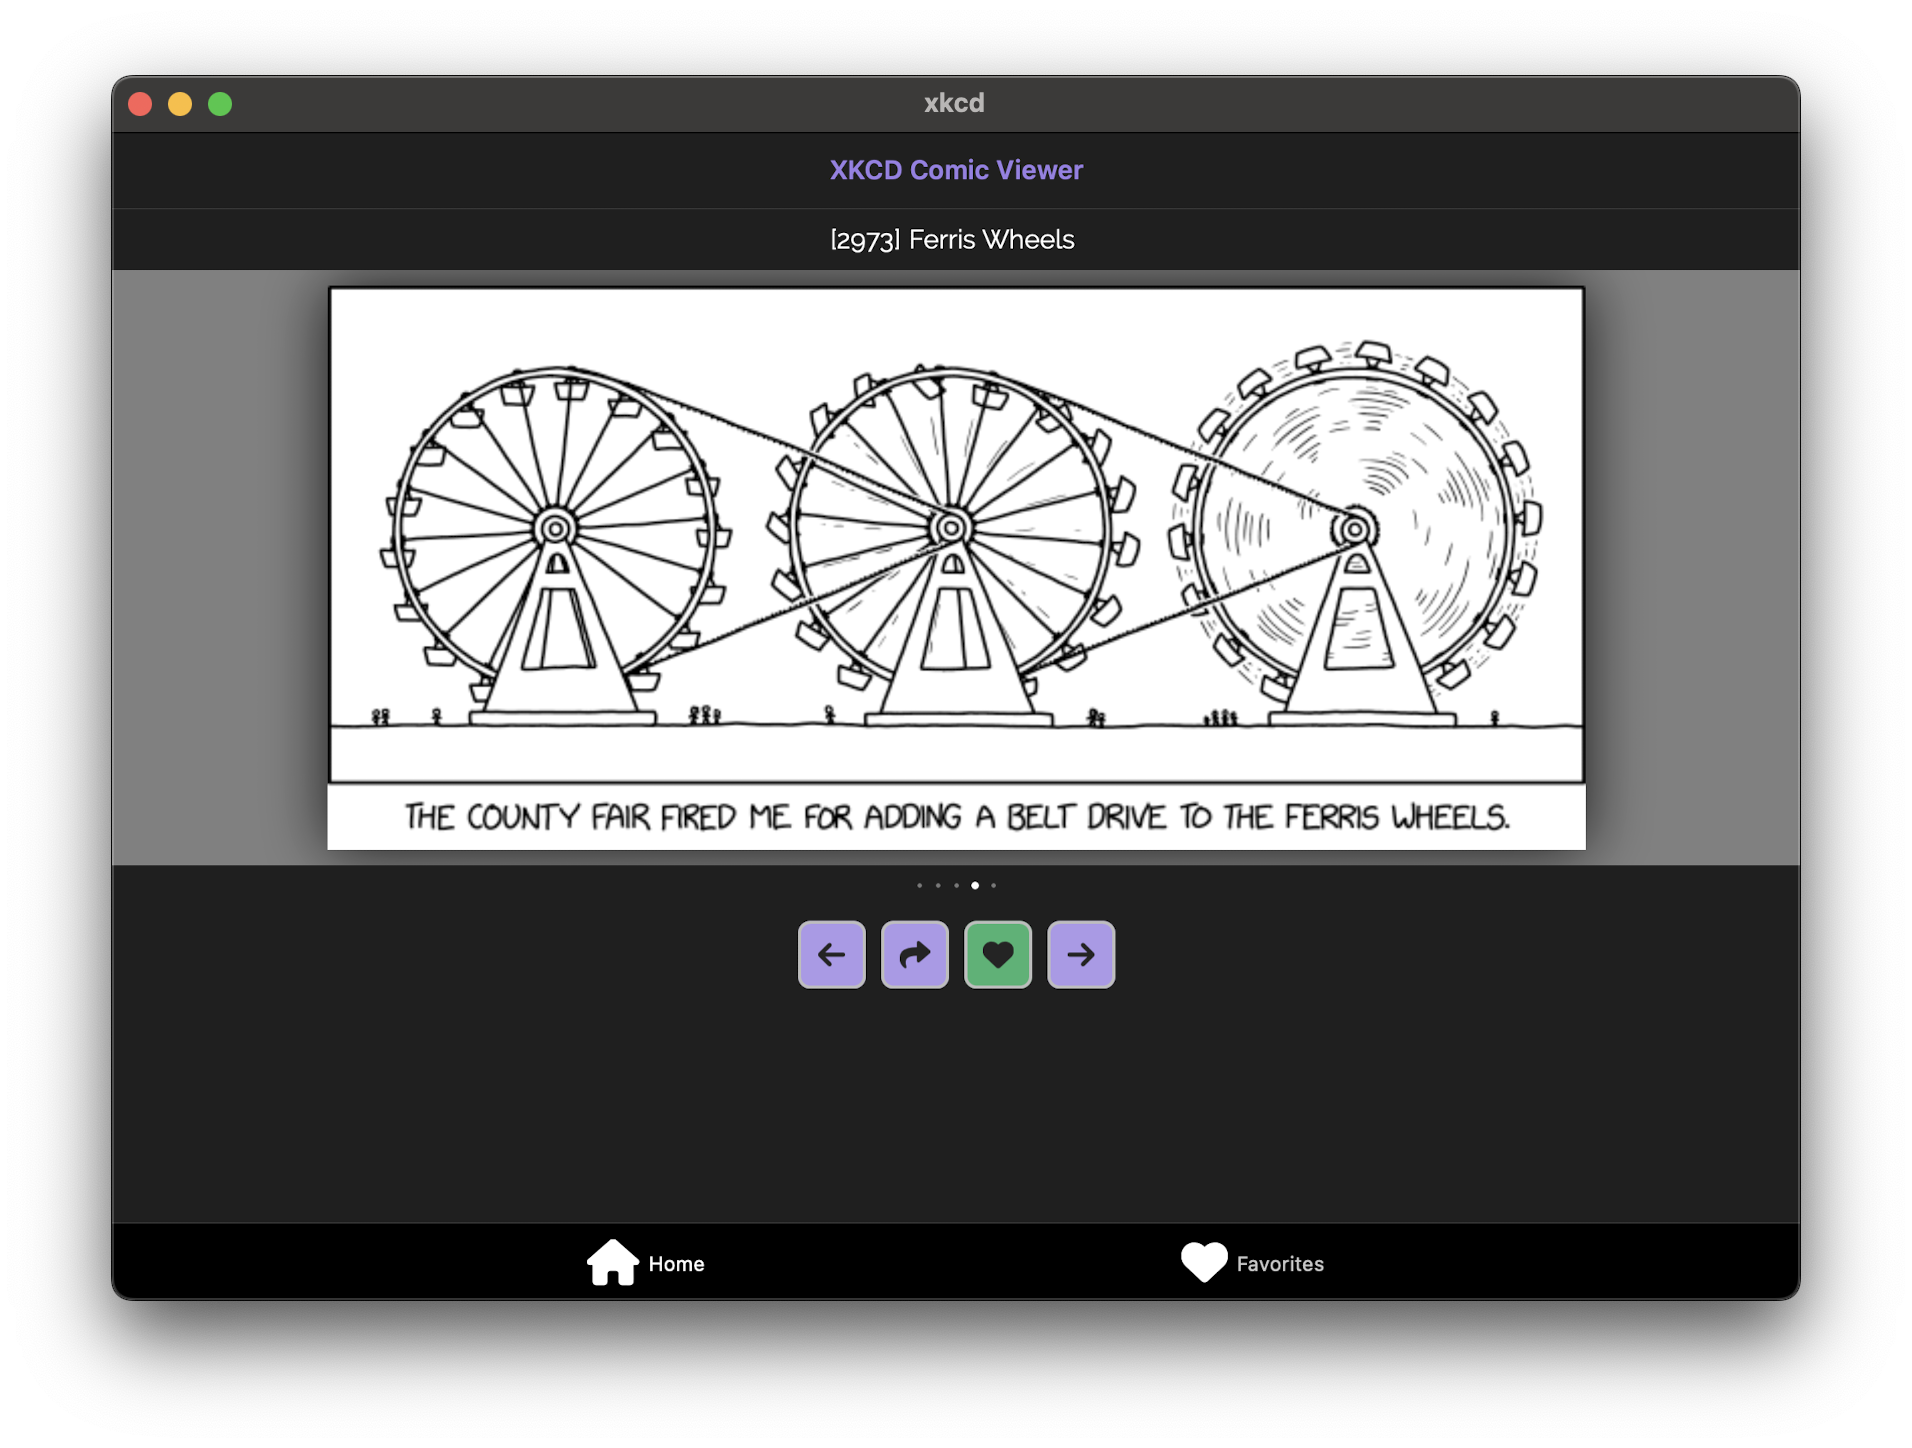 xkcd
XKCD Comic Viewer
[2973] Ferris Wheels
THE COUNTY FAIR FIRED ME FOR ADDING A BELT DRIVE TO THE FERRIS WHEELS.
Home
Favorites